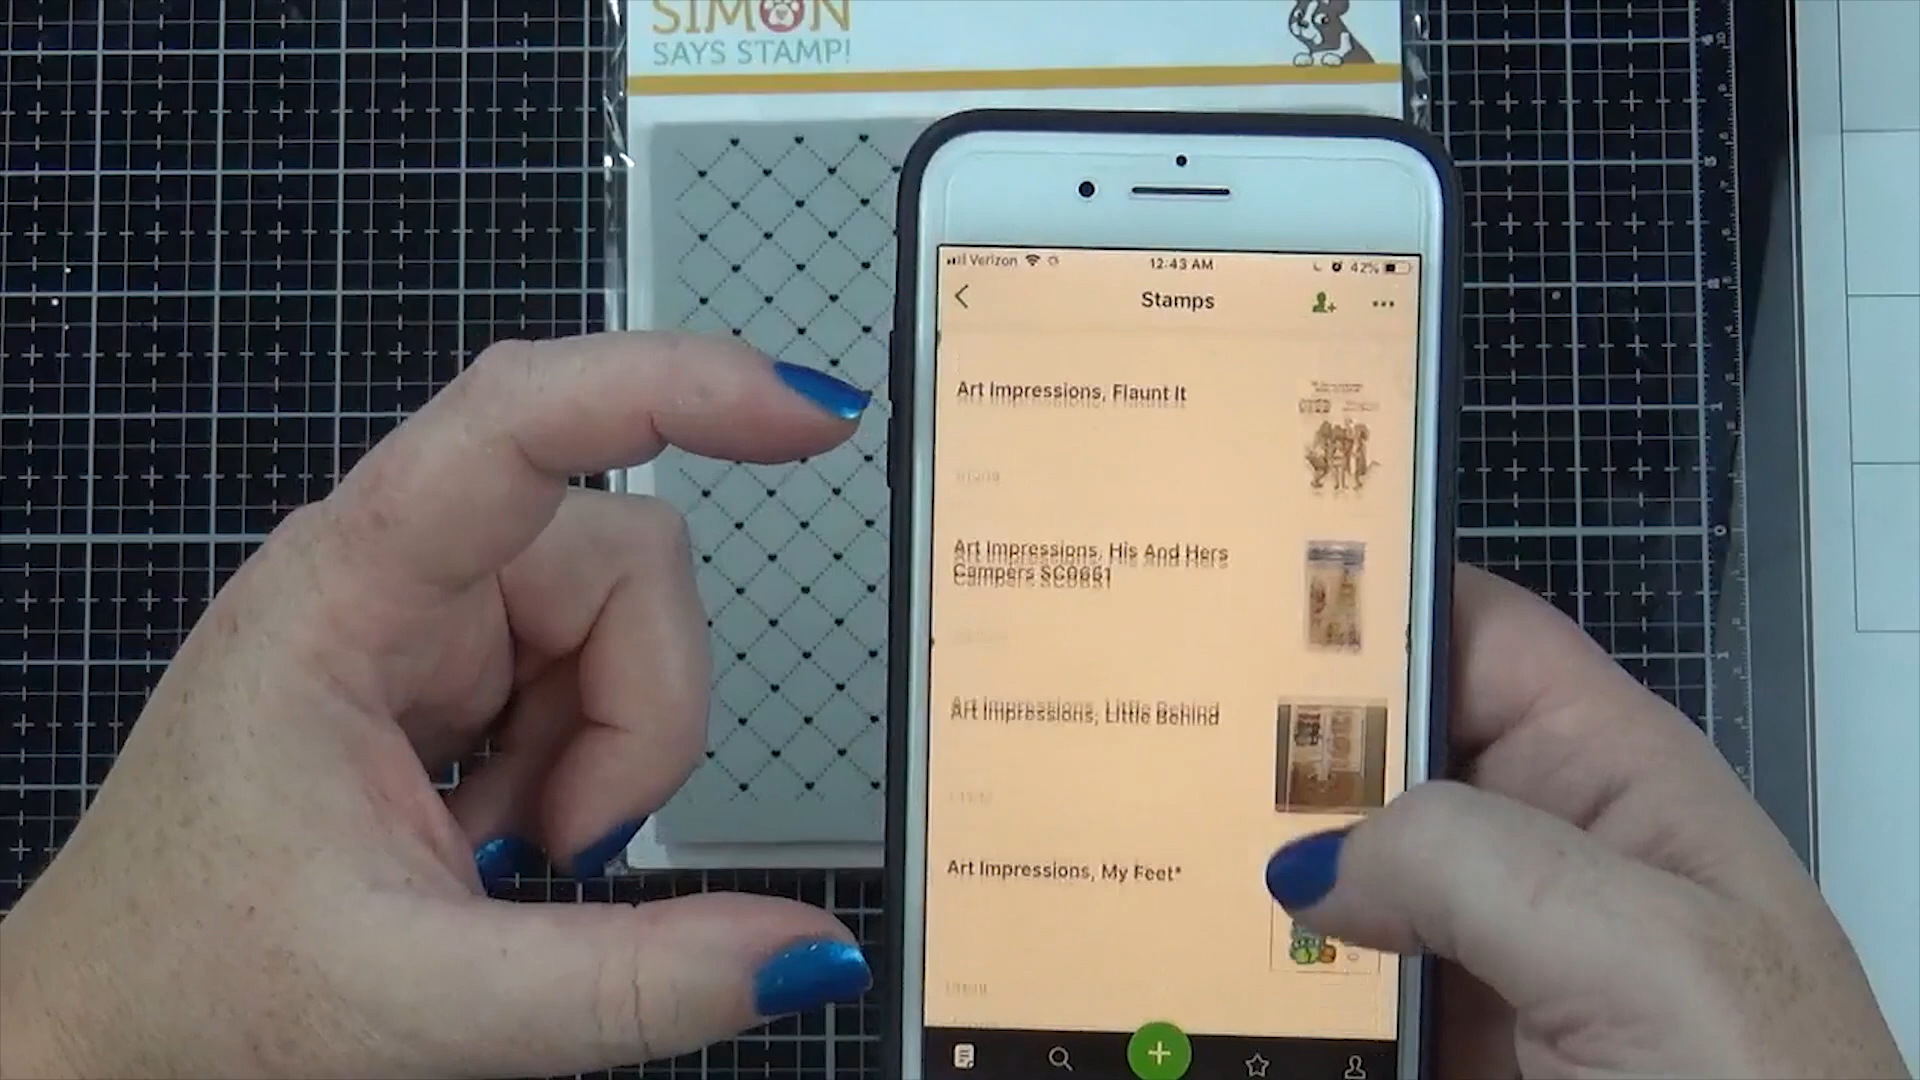 SIMON
SAYS STAMP!
Verizon
12:43 AM
42%
Stamps
Art Impressions, Flaunt It
Art Impressions, His And Hers
Campers SC0661
Art Impressions, Little Behind
Art Impressions, My Feet*